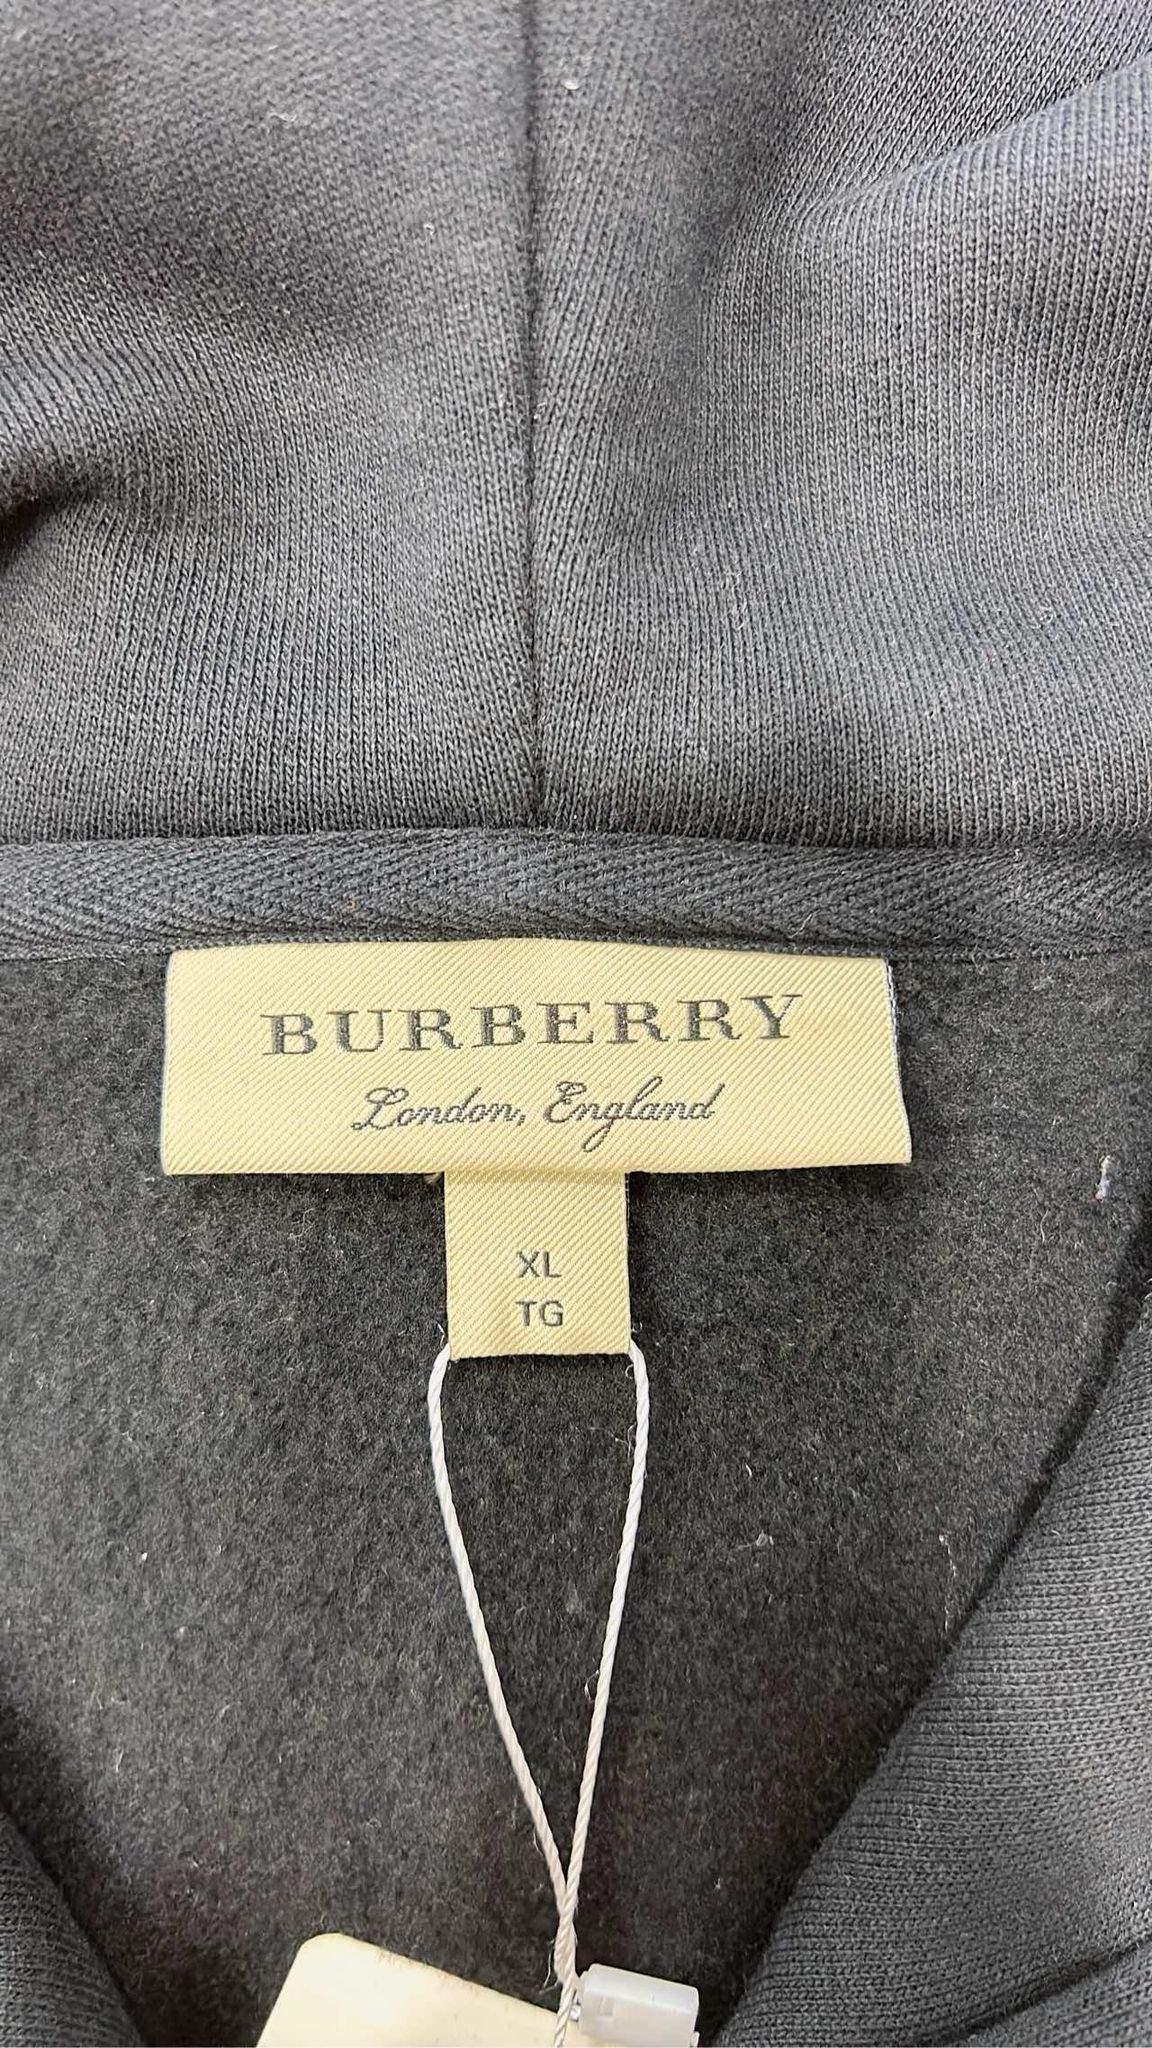 BURBERRY
London, England
XL
TG